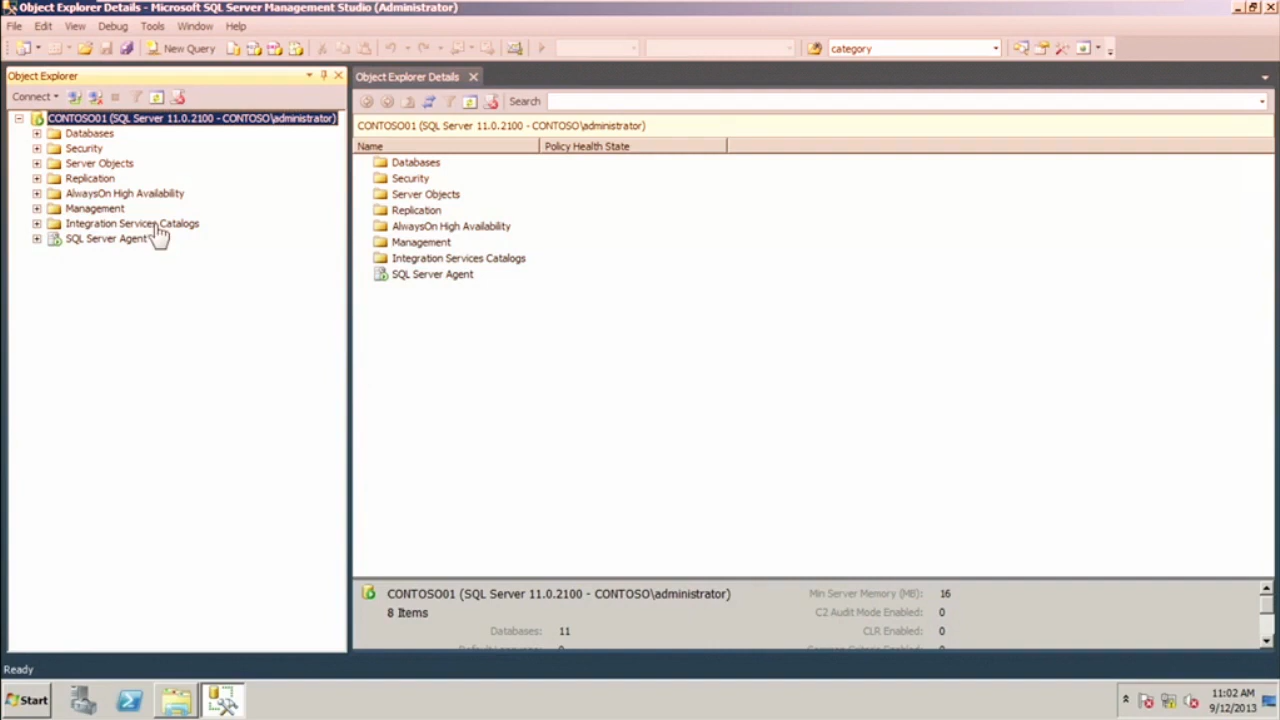 Object Explorer Details - Microsoft SQL Server Management Studio (Administrator)
File Edit View Debug Tools Window Help
New Query
category
Object Explorer
Connect
CONTOSO01 (SQL Server 11.0.2100 - CONTOSO\administrator)
Databases
Security
Server Objects
Replication
AlwaysOn High Availability
Management
Integration Services Catalogs
SQL Server Agent
Object Explorer Details
Search
CONTOSO01 (SQL Server 11.0.2100 - CONTOSO\administrator)
Name Policy Health State
Databases
Security
Server Objects
Replication
AlwaysOn High Availability
Management
Integration Services Catalogs
SQL Server Agent
CONTOSO01 (SQL Server 11.0.2100 - CONTOSO\administrator)
8 Items
Databases: 11
Min Server Memory (MB): 16
C2 Audit Mode Enabled: 0
CLR Enabled: 0
Ready
Start
11:02 AM
9/12/2013